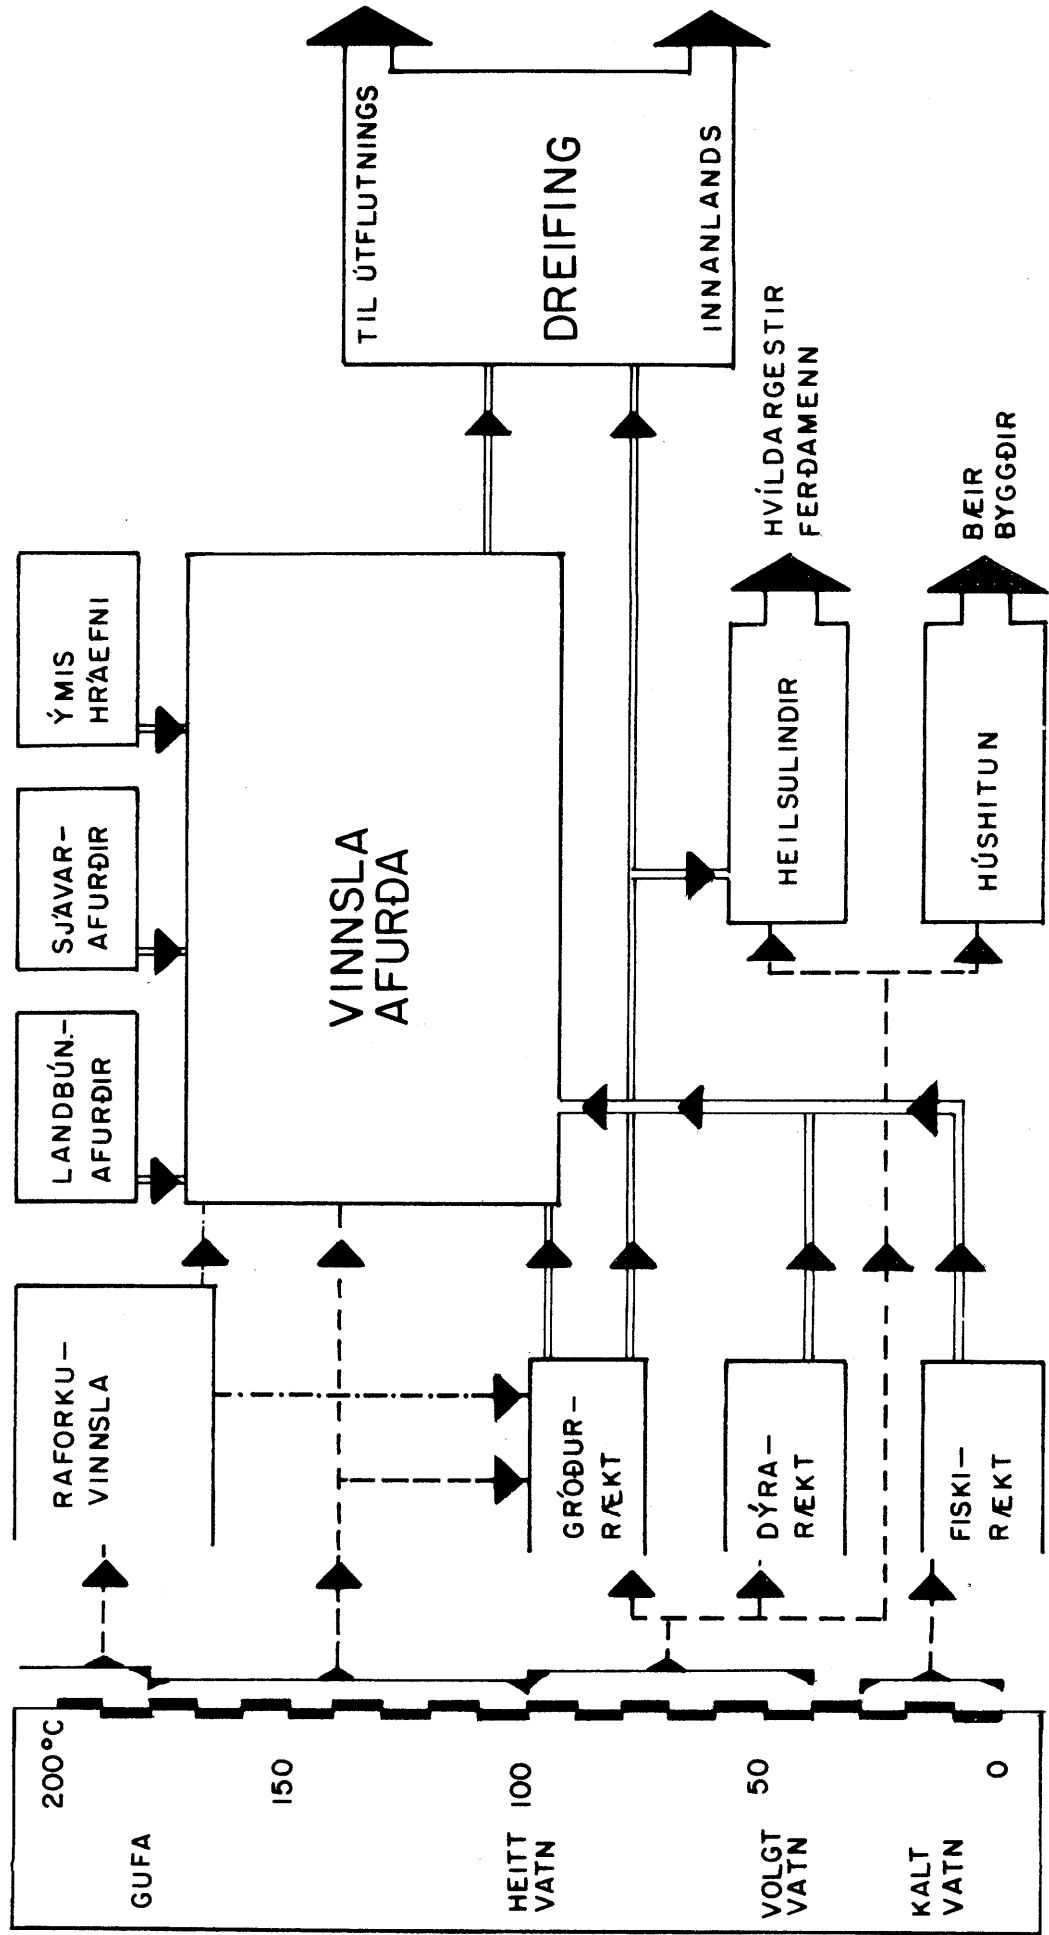 200°C
150
100
50
0
GUFA
HEITT
VATN
VOLGT
VATN
KALT
VATN
RAFORKU-
VINNSLA
GRÓÐUR-
RÆKT
DÝRA-
RÆKT
FISKI-
RÆKT
LANDBÚN.-
AFURÐIR
SJÁVAR-
AFURÐIR
ÝMIS
HRÁEFNI
VINNSLA
AFURÐA
HEILSULINDIR
HÚSHITUN
HVÍLDARGESTIR
FERÐAMENN
BÆIR
BYGGÐIR
TIL ÚTFLUTNINGS
DREIFING
INNANLANDS